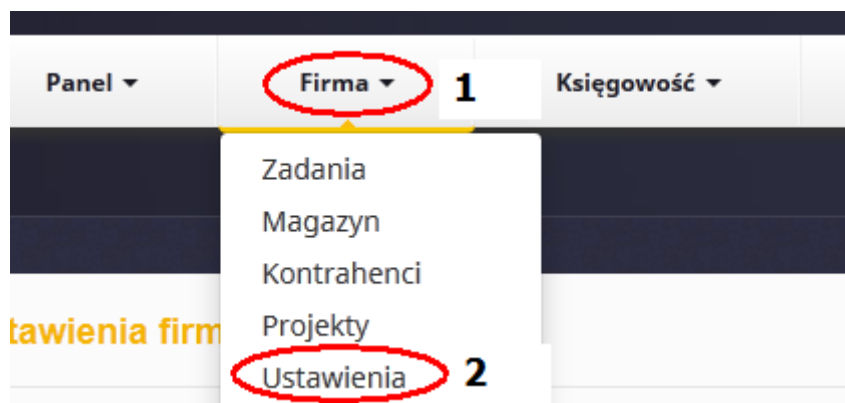 Panel Firma 1 Księgowość
Zadania
Magazyn
Kontrahenci
tawienia firm Projekty
Ustawienia 2